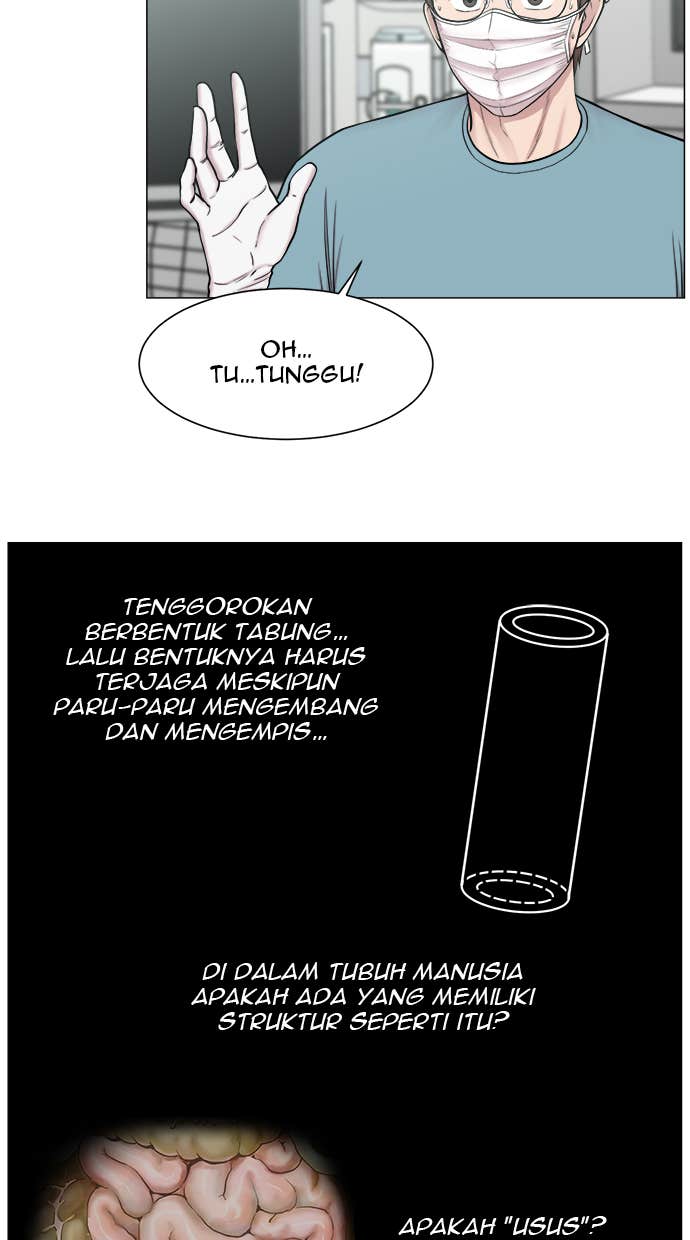 OH...
TU...TUNGGU!
TENGGOROKAN
BERBENTUK TABUNG...
LALU BENTUKNYA HARUS
TERJAGA MESKIPUN
PARU-PARU MENGEMBANG
DAN MENGEMPIS...
DI DALAM TUBUH MANUSIA
APAKAH ADA YANG MEMILIKI
STRUKTUR SEPERTI ITU?
APAKAH "USUS"?